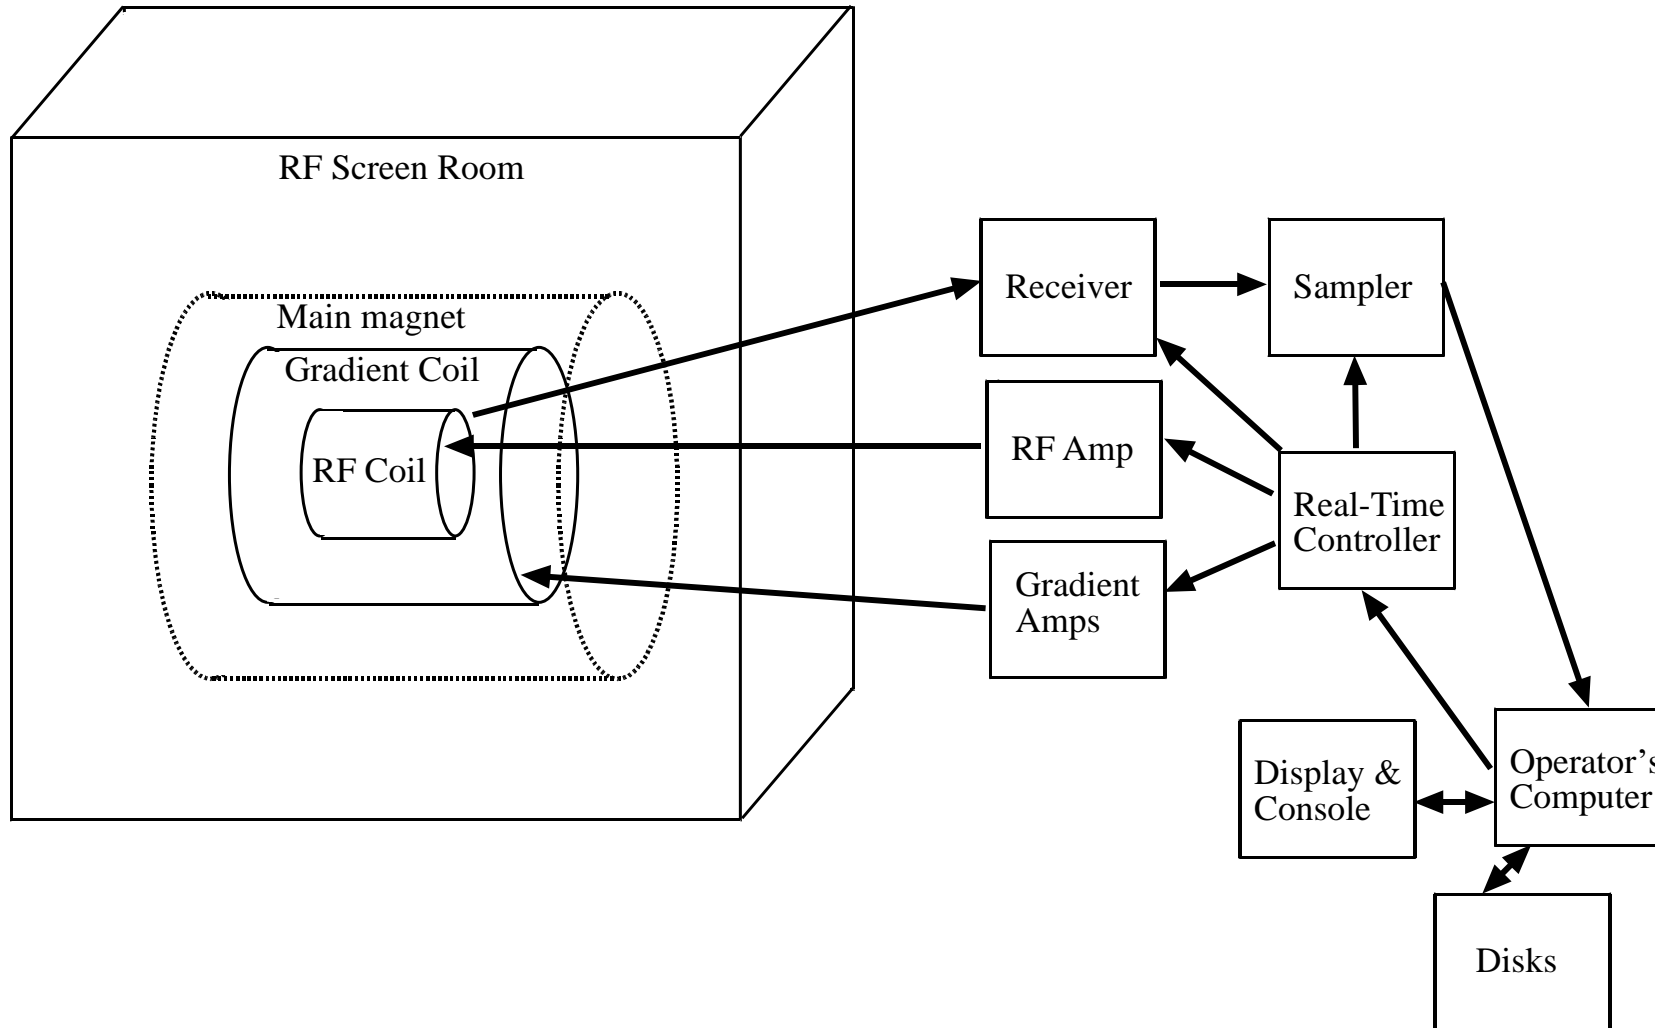 RF Screen Room
Main magnet
Gradient Coil
RF Coil
Receiver
Sampler
RF Amp
Real-Time
Controller
Gradient
Amps
Display &
Console
Operator's
Computer
Disks